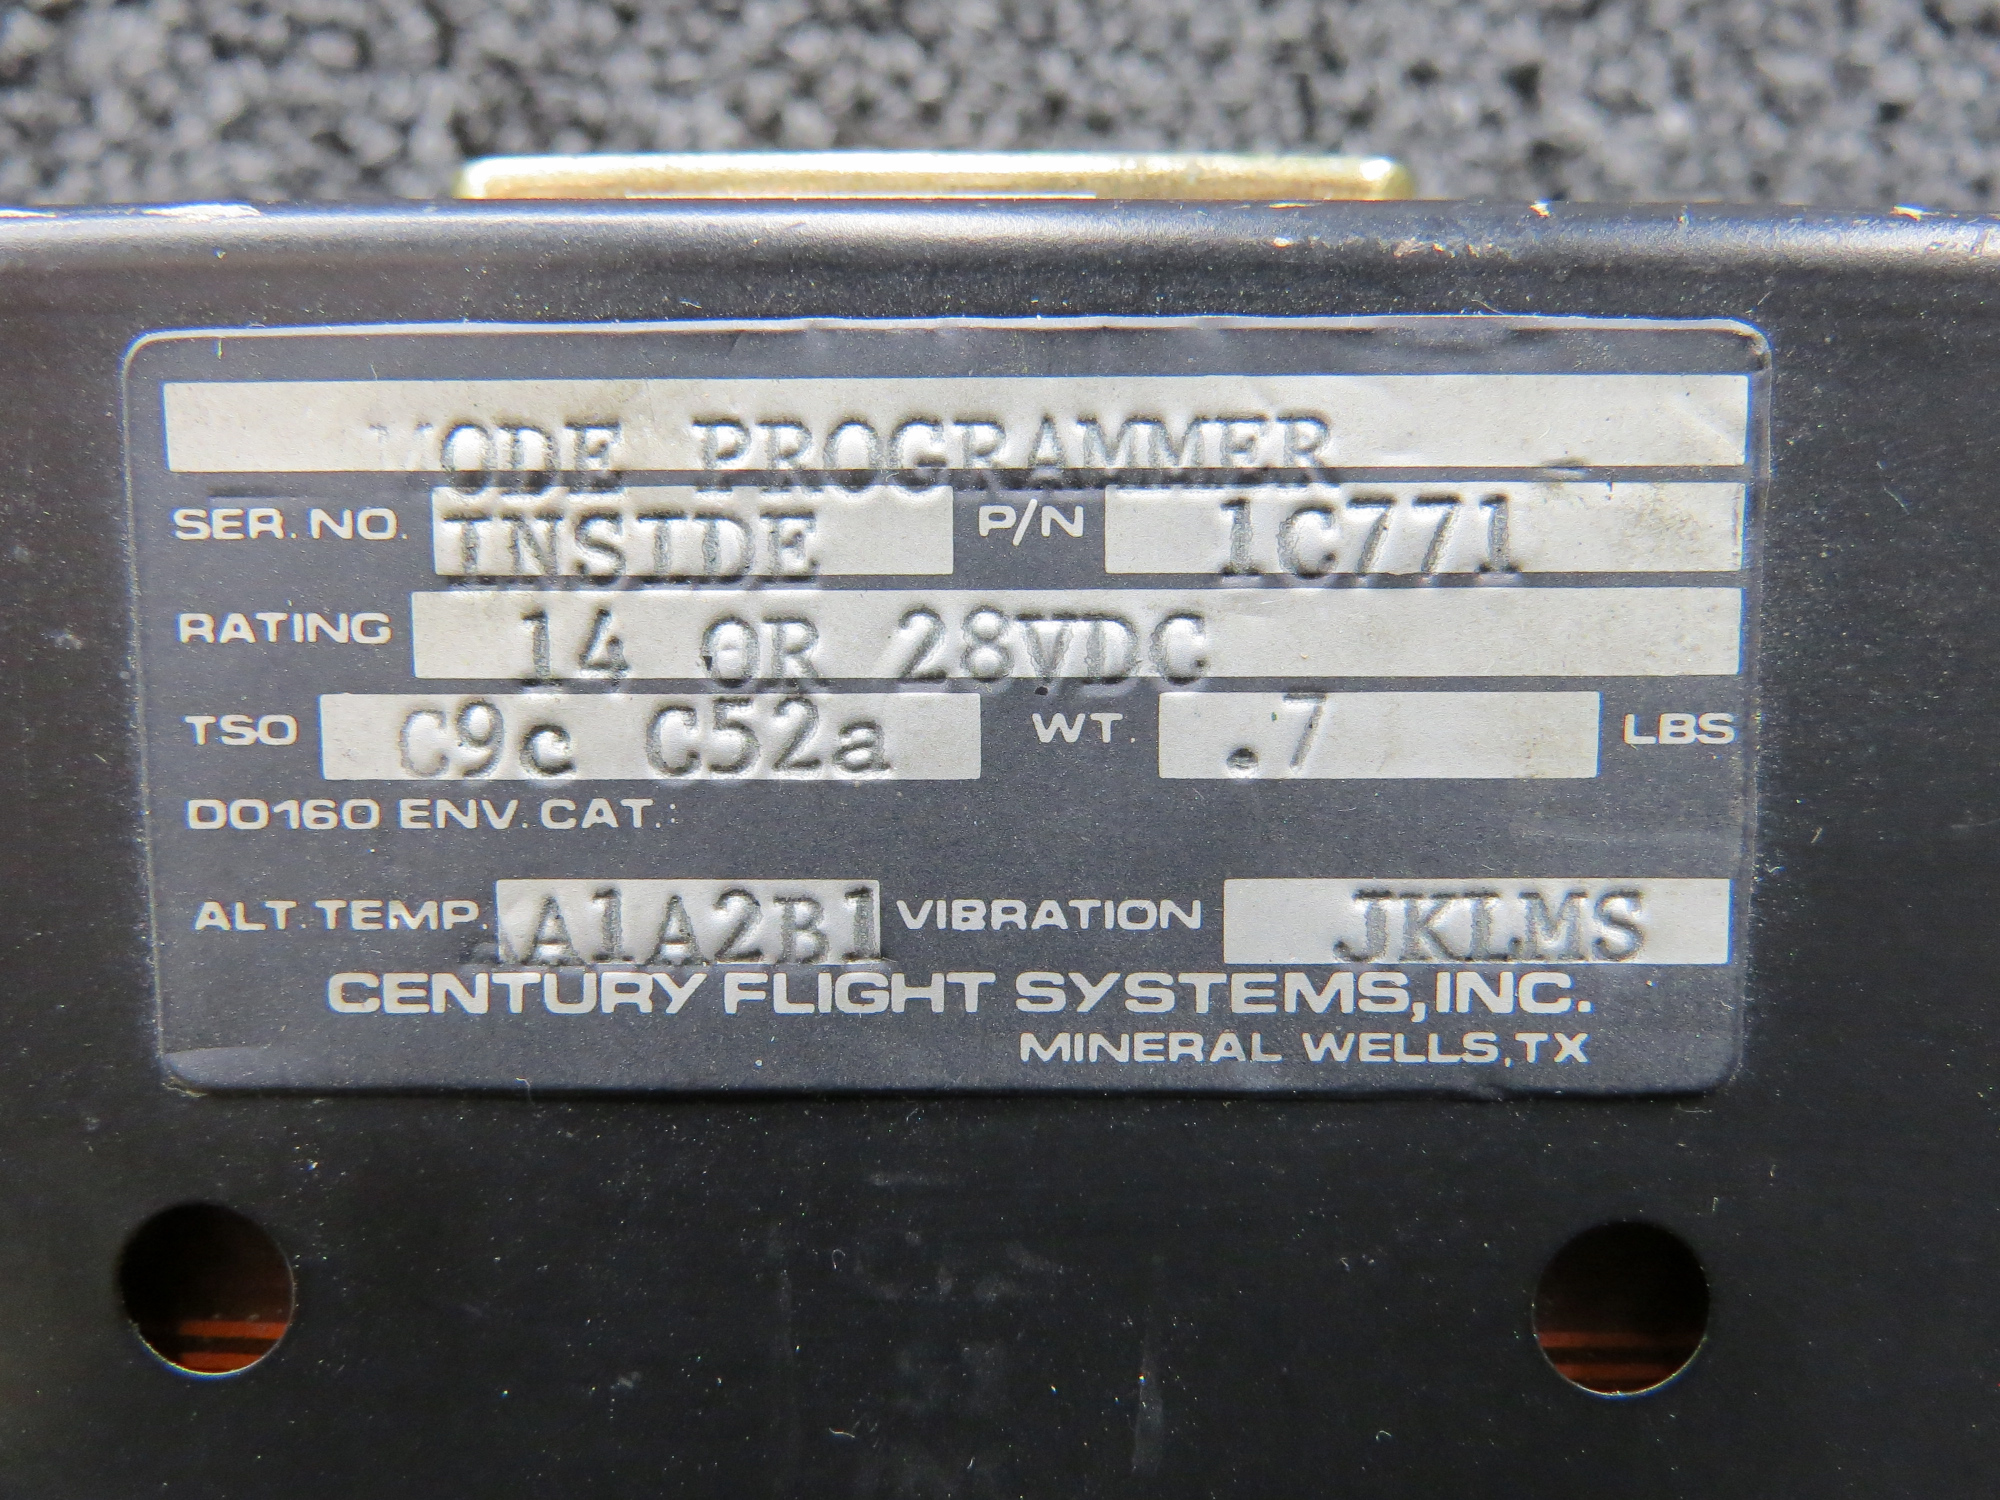 MODE PROGRAMMER
SER. NO. INSIDE P/N 1C771
RATING 14 OR 28VDC
TSO C9c C52a WT. .7 LBS
DO160 ENV. CAT.:
ALT. TEMP. A1A2B1 VIBRATION JKLMS
CENTURY FLIGHT SYSTEMS, INC.
MINERAL WELLS, TX